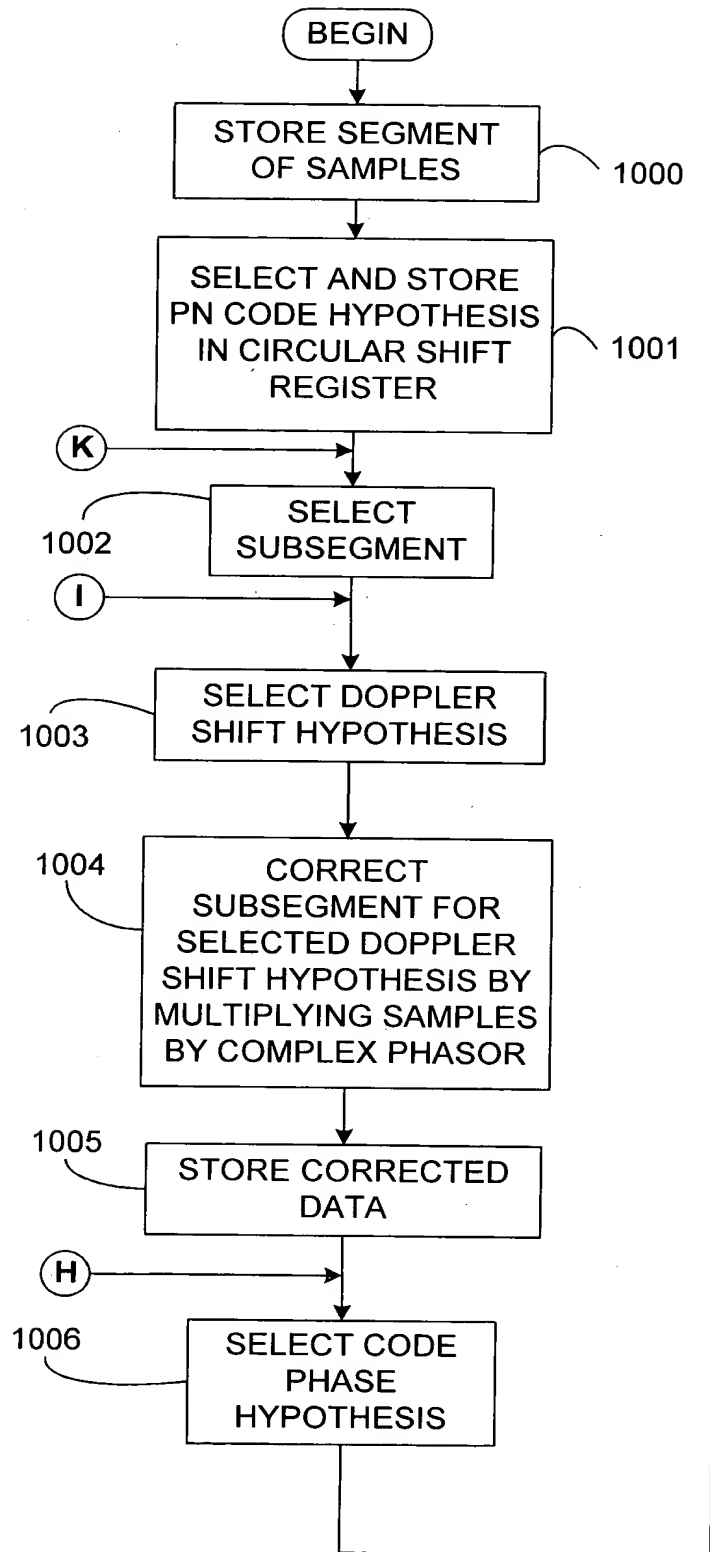 BEGIN
STORE SEGMENT
OF SAMPLES
1000
SELECT AND STORE
PN CODE HYPOTHESIS
IN CIRCULAR SHIFT
REGISTER
1001
K
SELECT
SUBSEGMENT
1002
I
SELECT DOPPLER
SHIFT HYPOTHESIS
1003
CORRECT
SUBSEGMENT FOR
SELECTED DOPPLER
SHIFT HYPOTHESIS BY
MULTIPLYING SAMPLES
BY COMPLEX PHASOR
1004
STORE CORRECTED
DATA
1005
H
SELECT CODE
PHASE
HYPOTHESIS
1006